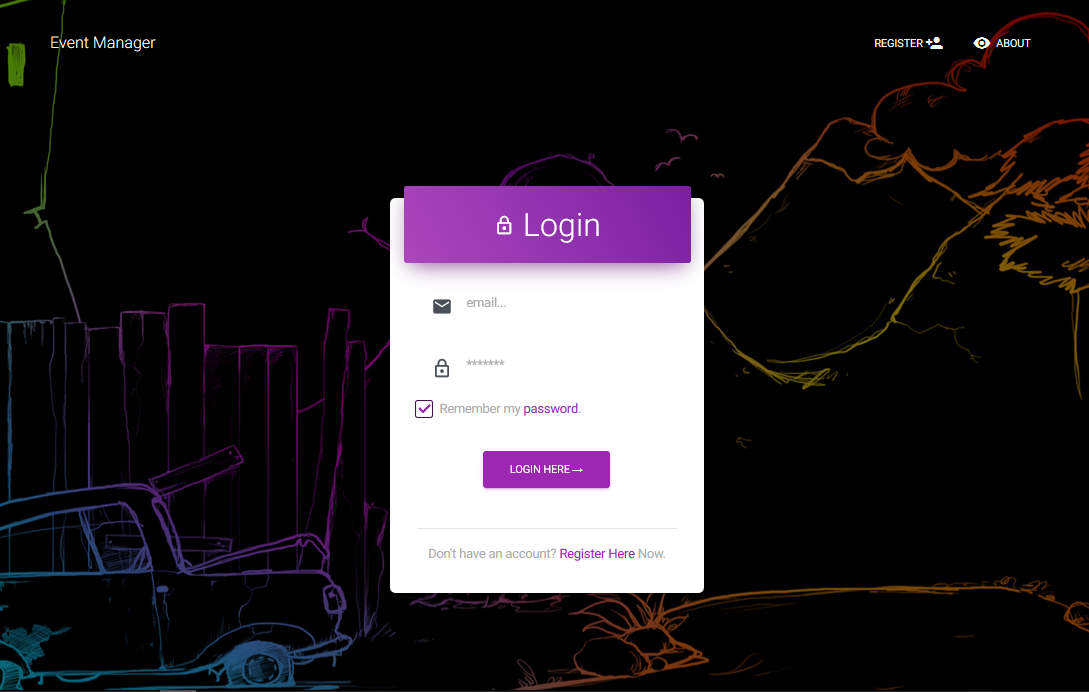 Event Manager
REGISTER
ABOUT
Login
email...
*******
Remember my password.
LOGIN HERE→
Don't have an account? Register Here Now.